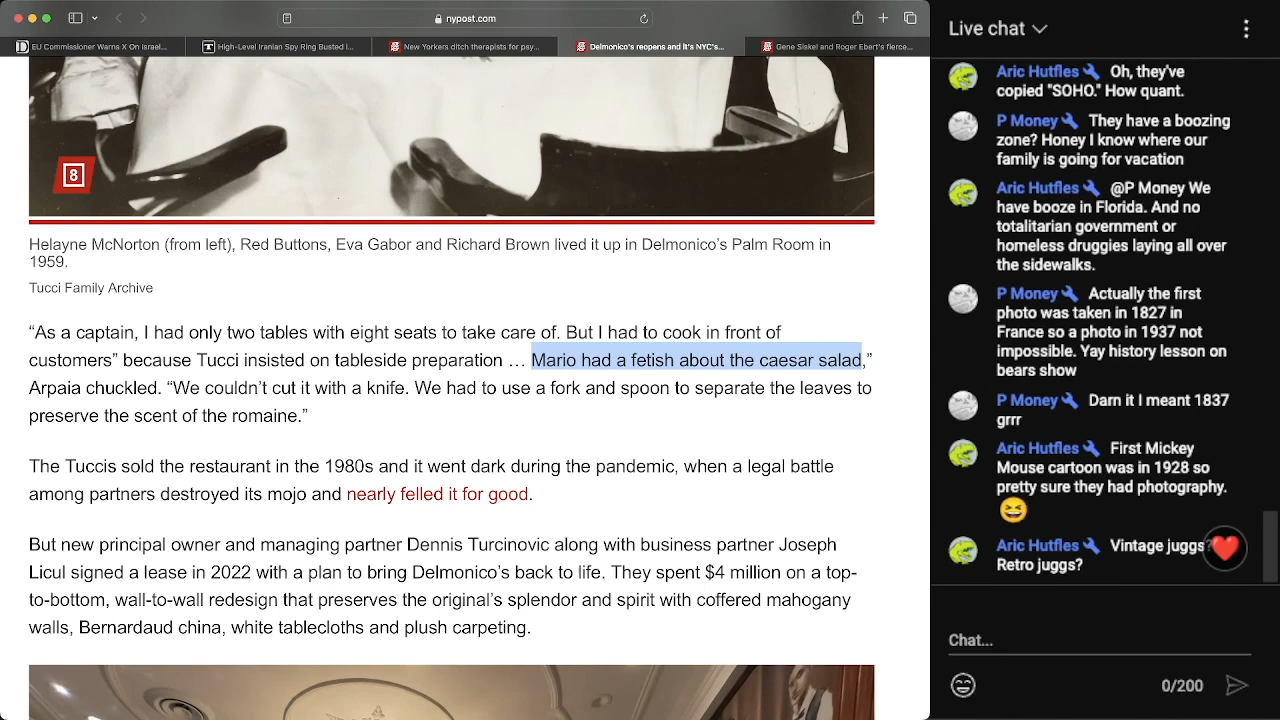 nypost.com
EU Commissioner Warns X On Israel...
High-Level Iranian Spy Ring Busted i...
New Yorkers ditch therapists for psy...
Delmonico's reopens and it's NYC's...
Gene Siskel and Roger Ebert's fierce...
8
Helayne McNorton (from left), Red Buttons, Eva Gabor and Richard Brown lived it up in Delmonico’s Palm Room in
1959.
Tucci Family Archive
“As a captain, I had only two tables with eight seats to take care of. But I had to cook in front of
customers” because Tucci insisted on tableside preparation … Mario had a fetish about the caesar salad,”
Arpaia chuckled. “We couldn’t cut it with a knife. We had to use a fork and spoon to separate the leaves to
preserve the scent of the romaine.”
The Tuccis sold the restaurant in the 1980s and it went dark during the pandemic, when a legal battle
among partners destroyed its mojo and nearly felled it for good.
But new principal owner and managing partner Dennis Turcinovic along with business partner Joseph
Licul signed a lease in 2022 with a plan to bring Delmonico’s back to life. They spent $4 million on a top-
to-bottom, wall-to-wall redesign that preserves the original’s splendor and spirit with coffered mahogany
walls, Bernardaud china, white tablecloths and plush carpeting.
Live chat
Aric Hutfles Oh, they've
copied "SOHO." How quant.
P Money They have a boozing
zone? Honey I know where our
family is going for vacation
Aric Hutfles @P Money We
have booze in Florida. And no
totalitarian government or
homeless druggies laying all over
the sidewalks.
P Money Actually the first
photo was taken in 1827 in
France so a photo in 1937 not
impossible. Yay history lesson on
bears show
P Money Darn it I meant 1837
grrr
Aric Hutfles First Mickey
Mouse cartoon was in 1928 so
pretty sure they had photography.
Aric Hutfles Vintage juggs?
Retro juggs?
Chat...
0/200